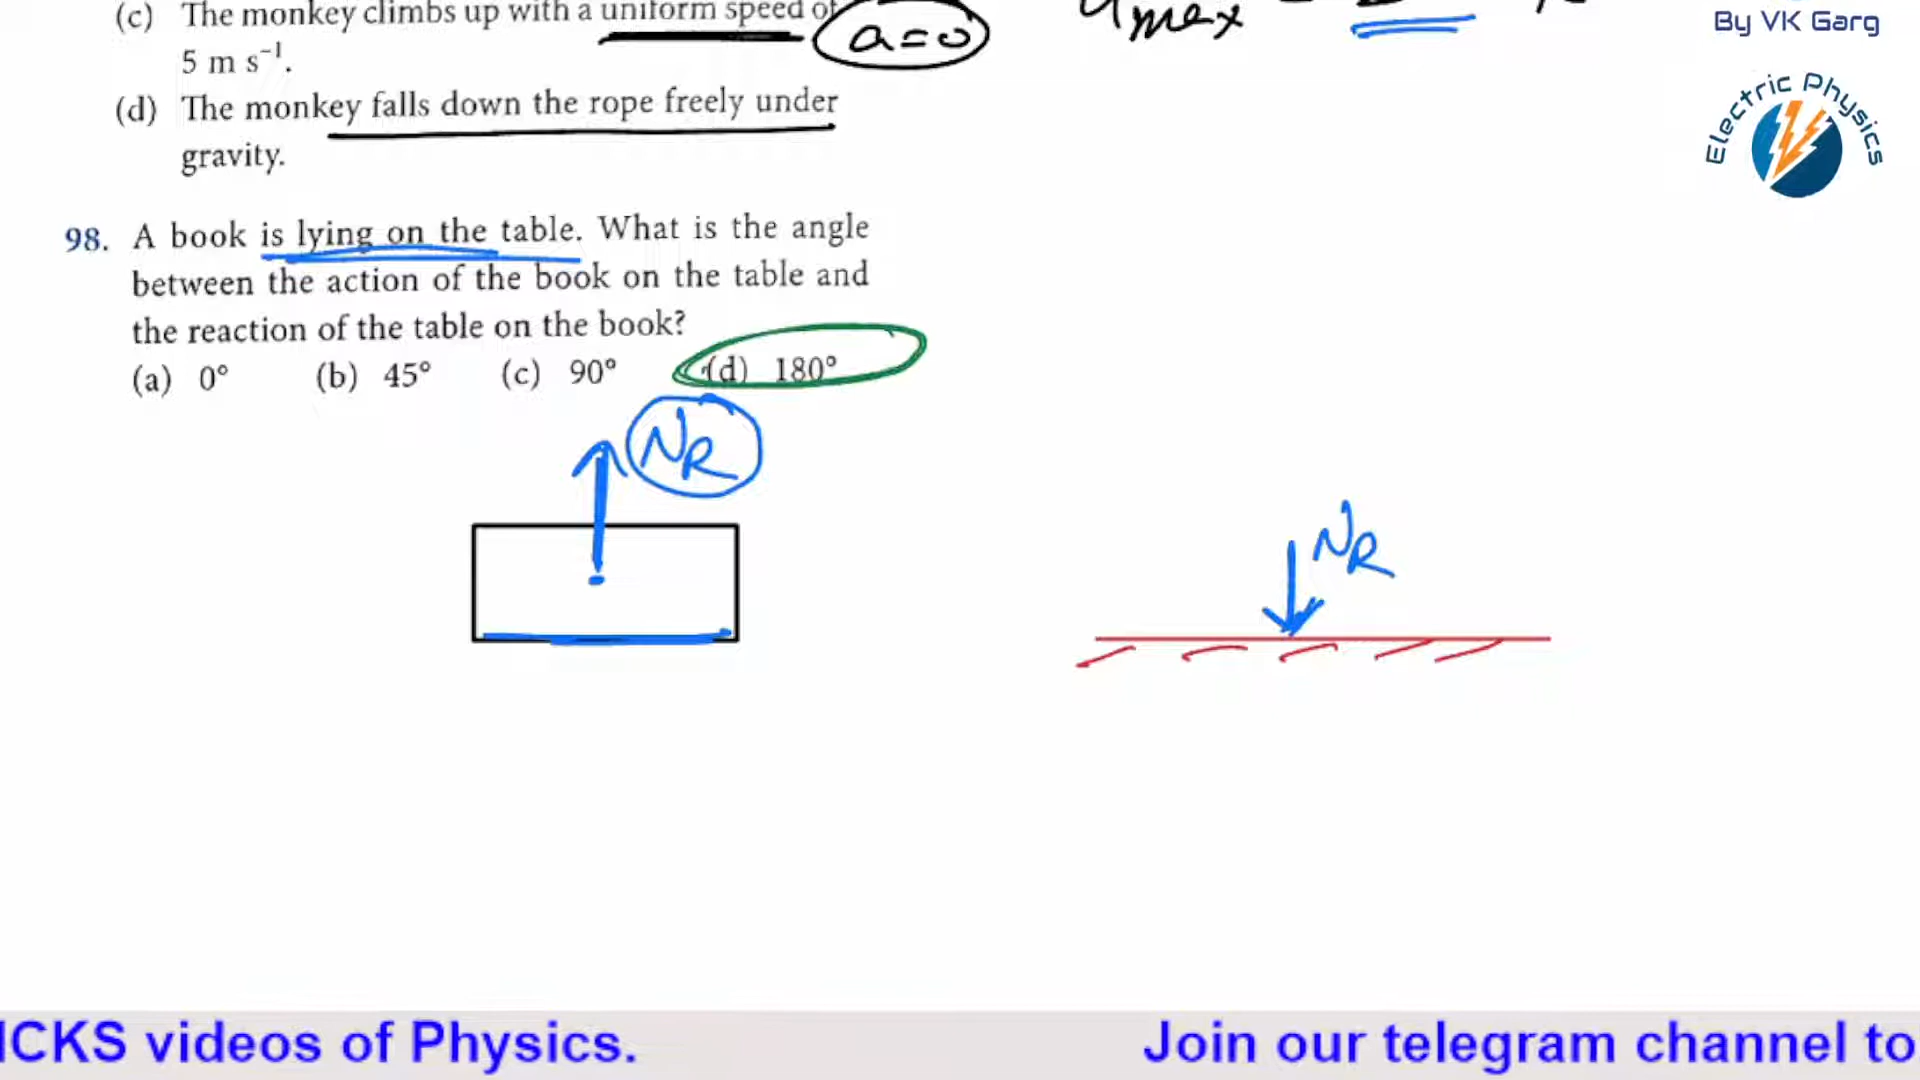 (c) The monkey climbs up with a uniform speed of
a=0
5 m s⁻¹.
(d) The monkey falls down the rope freely under
gravity.
max
By VK Garg
Electric Physics
98. A book is lying on the table. What is the angle
between the action of the book on the table and
the reaction of the table on the book?
(a) 0° (b) 45° (c) 90° (d) 180°
NR
NR
ICKS videos of Physics.
Join our telegram channel to